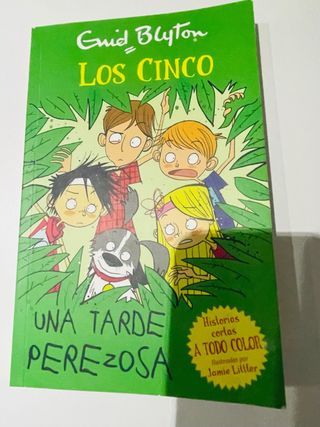 Enid Blyton
LOS CINCO
UNA TARDE
PEREZOSA
Historias
cortas
A TODO COLOR
Ilustradas por
Jamie Littler